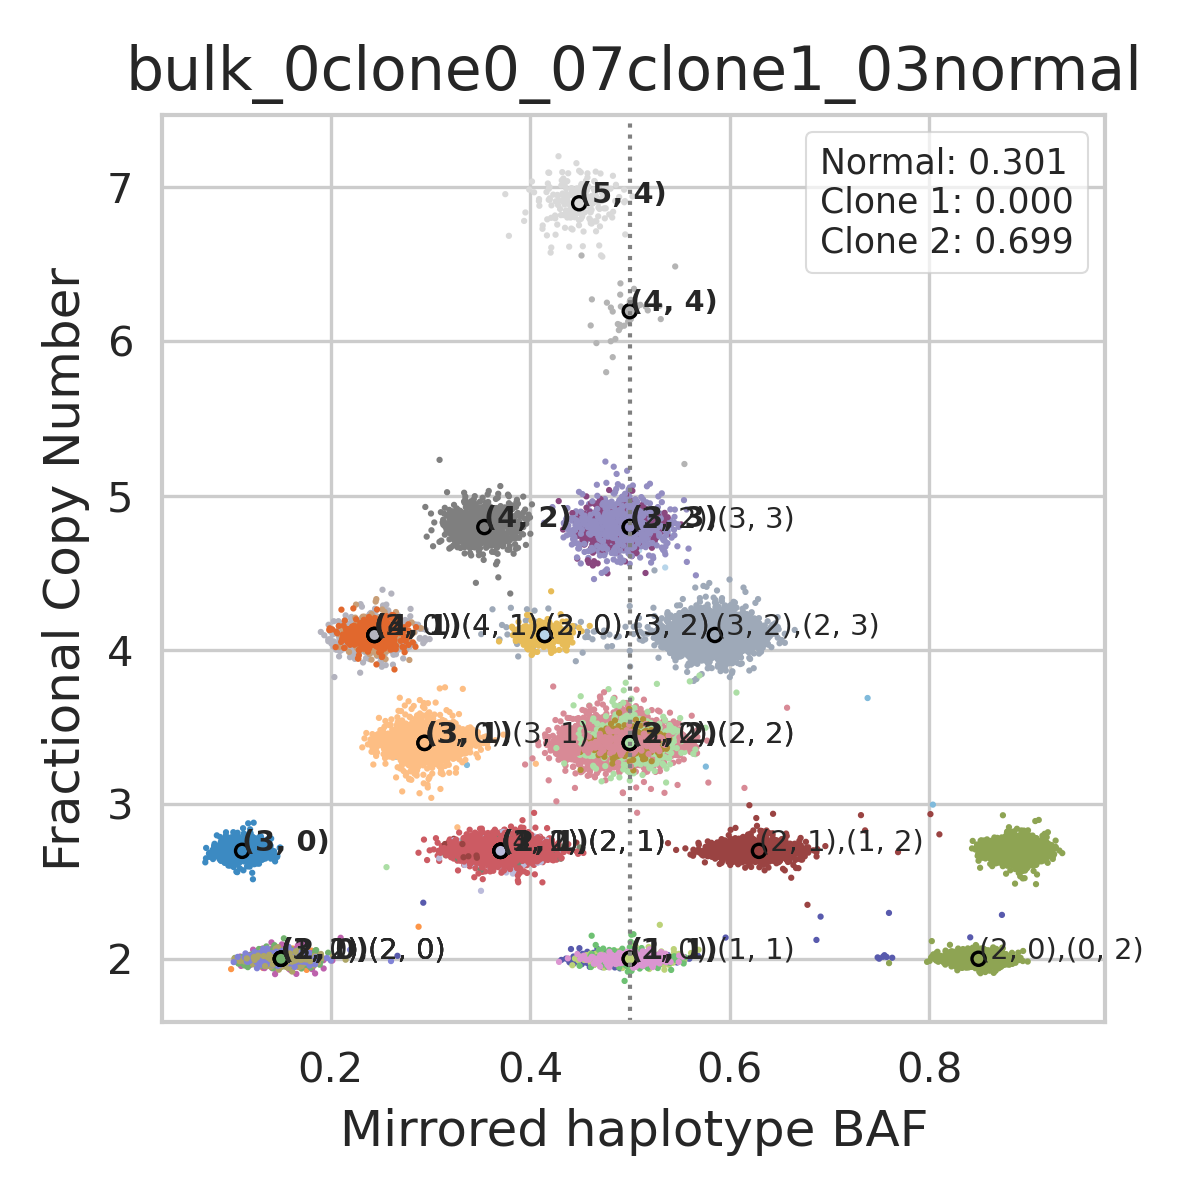 bulk_0clone0_07clone1_03normal
Normal: 0.301
Clone 1: 0.000
Clone 2: 0.699
(5, 4)
(4, 4)
(4, 2)
(3, 3)
(4, 1)
(3, 2)
(3, 2),(2, 3)
(3, 1)
(2, 2)
(3, 0)
(2, 1)
(2, 1),(1, 2)
(2, 0)
(1, 1)
(2, 0),(0, 2)
7
6
5
4
3
2
0.2
0.4
0.6
0.8
Fractional Copy Number
Mirrored haplotype BAF